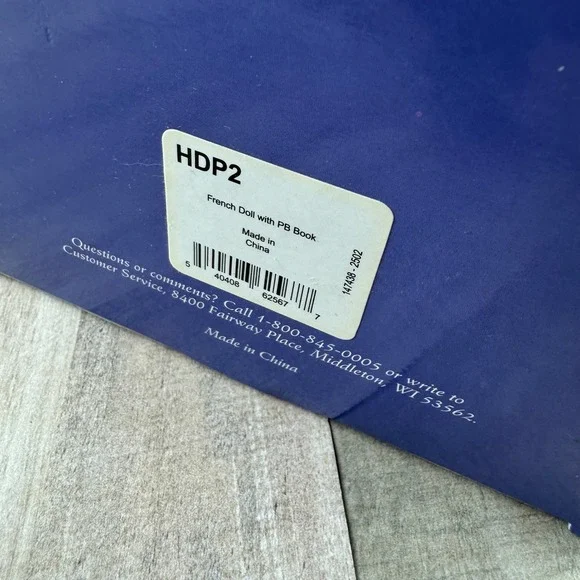 HDP2
French Doll with PB Book
Made in
China
5 40408 62567 7
147438 - 2502
Questions or comments? Call 1-800-845-0005 or write to
Customer Service, 8400 Fairway Place, Middleton, WI 53562.
Made in China